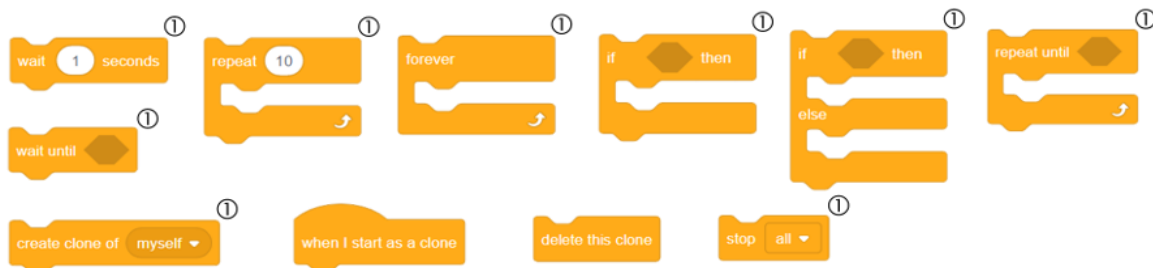 ① ① ① ① ① ①
wait 1 seconds
repeat 10
forever
if then
if then
else
repeat until
①
wait until
① ①
create clone of myself
when I start as a clone
delete this clone
stop all